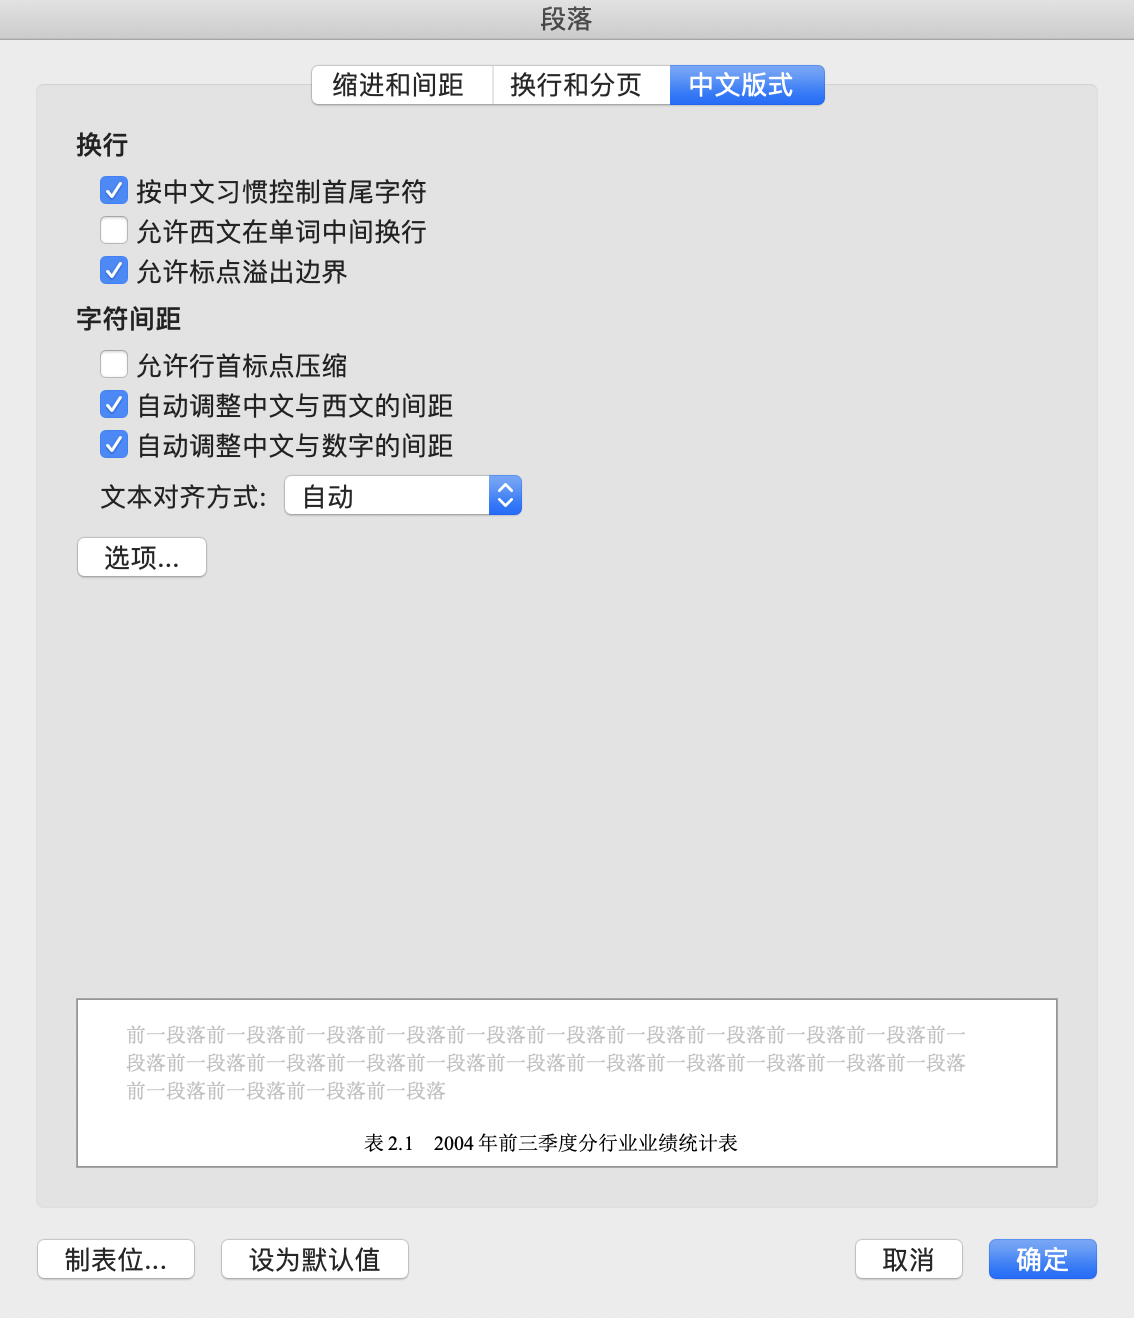 段落
缩进和间距 换行和分页 中文版式
换行
按中文习惯控制首尾字符
允许西文在单词中间换行
允许标点溢出边界
字符间距
允许行首标点压缩
自动调整中文与西文的间距
自动调整中文与数字的间距
文本对齐方式: 自动
选项...
前一段落前一段落前一段落前一段落前一段落前一段落前一段落前一段落前一段落前一段落前一
段落前一段落前一段落前一段落前一段落前一段落前一段落前一段落前一段落前一段落前一段落
前一段落前一段落前一段落前一段落
表 2.1 2004 年前三季度分行业业绩统计表
制表位... 设为默认值 取消 确定